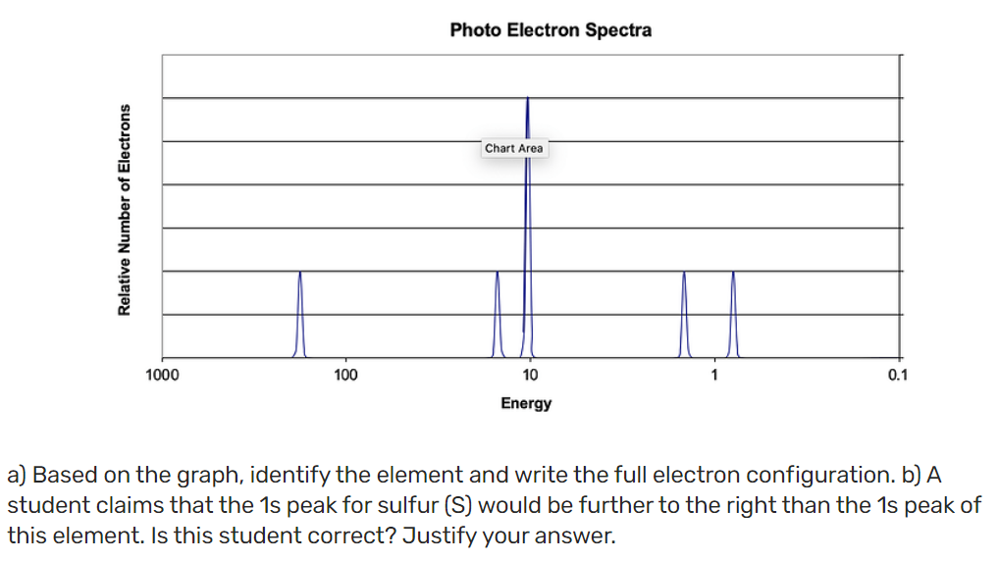 Photo Electron Spectra
Relative Number of Electrons
Chart Area
1000 100 10 1 0.1
Energy
a) Based on the graph, identify the element and write the full electron configuration. b) A
student claims that the 1s peak for sulfur (S) would be further to the right than the 1s peak of
this element. Is this student correct? Justify your answer.